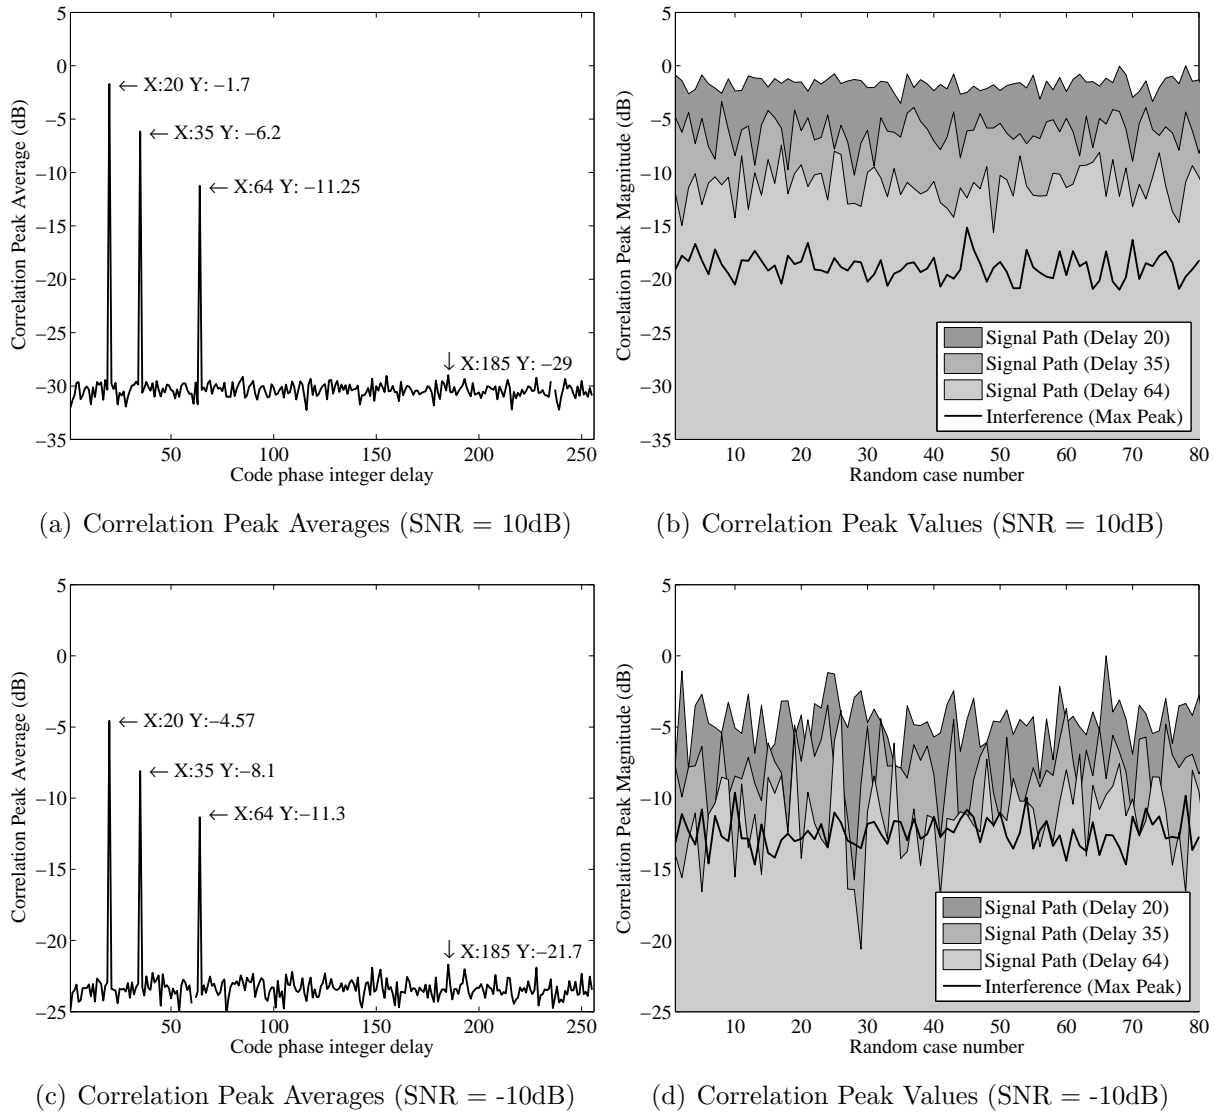 5
0
−5
−10
−15
−20
−25
−30
−35
Correlation Peak Average (dB)
← X:20 Y: −1.7
← X:35 Y: −6.2
← X:64 Y: −11.25
↓ X:185 Y: −29
50 100 150 200 250
Code phase integer delay
(a) Correlation Peak Averages (SNR = 10dB)
5
0
−5
−10
−15
−20
−25
−30
−35
Correlation Peak Magnitude (dB)
Signal Path (Delay 20)
Signal Path (Delay 35)
Signal Path (Delay 64)
Interference (Max Peak)
10 20 30 40 50 60 70 80
Random case number
(b) Correlation Peak Values (SNR = 10dB)
5
0
−5
−10
−15
−20
−25
Correlation Peak Average (dB)
← X:20 Y:−4.57
← X:35 Y:−8.1
← X:64 Y:−11.3
↓ X:185 Y:−21.7
50 100 150 200 250
Code phase integer delay
(c) Correlation Peak Averages (SNR = -10dB)
5
0
−5
−10
−15
−20
−25
Correlation Peak Magnitude (dB)
Signal Path (Delay 20)
Signal Path (Delay 35)
Signal Path (Delay 64)
Interference (Max Peak)
10 20 30 40 50 60 70 80
Random case number
(d) Correlation Peak Values (SNR = -10dB)